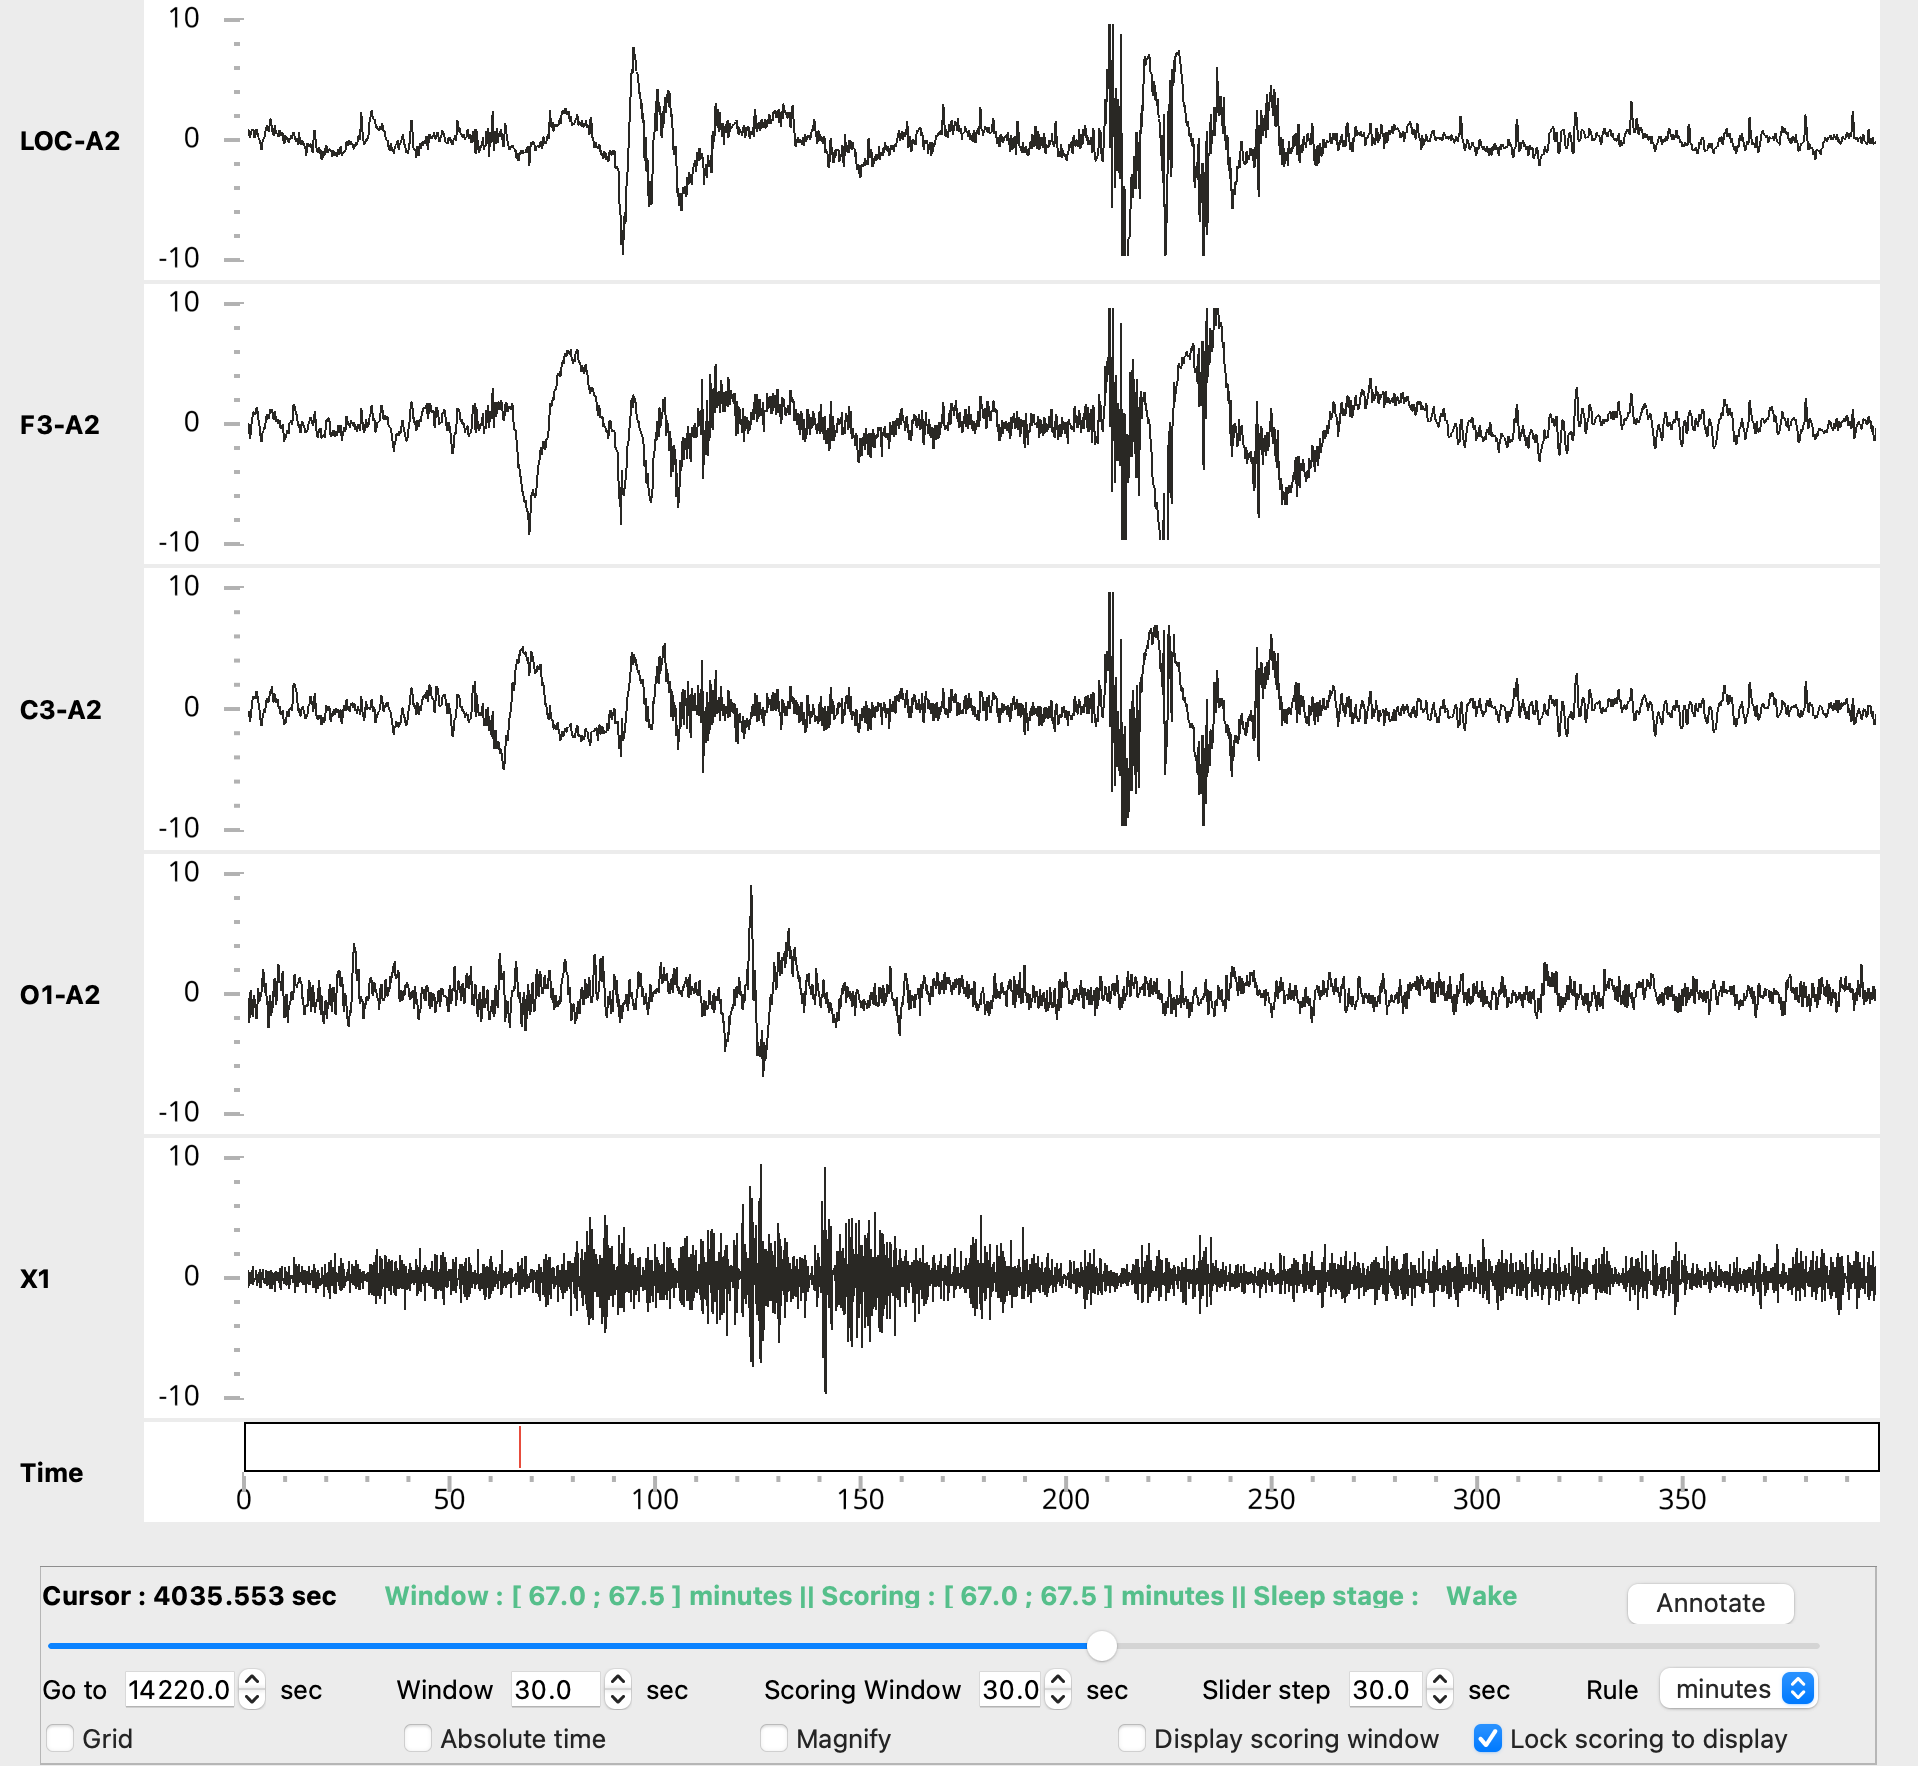 10
LOC-A2 0
-10
10
F3-A2 0
-10
10
C3-A2 0
-10
10
O1-A2 0
-10
10
X1 0
-10
Time
0 50 100 150 200 250 300 350
Cursor : 4035.553 sec Window : [ 67.0 ; 67.5 ] minutes || Scoring : [ 67.0 ; 67.5 ] minutes || Sleep stage : Wake Annotate
Go to 14220.0 sec Window 30.0 sec Scoring Window 30.0 sec Slider step 30.0 sec Rule minutes
Grid Absolute time Magnify Display scoring window Lock scoring to display